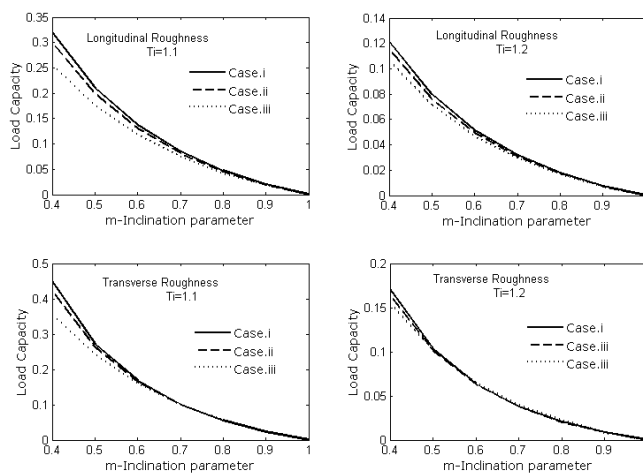 Longitudinal Roughness
Ti=1.1
Case.i
Case.ii
Case.iii
0.35
0.3
0.25
0.2
0.15
0.1
0.05
0
Load Capacity
0.4 0.5 0.6 0.7 0.8 0.9 1
m-Inclination parameter
Longitudinal Roughness
Ti=1.2
Case.i
Case.ii
Case.iii
0.14
0.12
0.1
0.08
0.06
0.04
0.02
0
Load Capacity
0.4 0.5 0.6 0.7 0.8 0.9
m-Inclination parameter
Transverse Roughness
Ti=1.1
Case.i
Case.ii
Case.iii
0.5
0.4
0.3
0.2
0.1
0
Load Capacity
0.4 0.5 0.6 0.7 0.8 0.9 1
m-Inclination parameter
Transverse Roughness
Ti=1.2
Case.i
Case.iii
Case.iii
0.2
0.15
0.1
0.05
0
Load Capacity
0.4 0.5 0.6 0.7 0.8 0.9
m-Inclination parameter